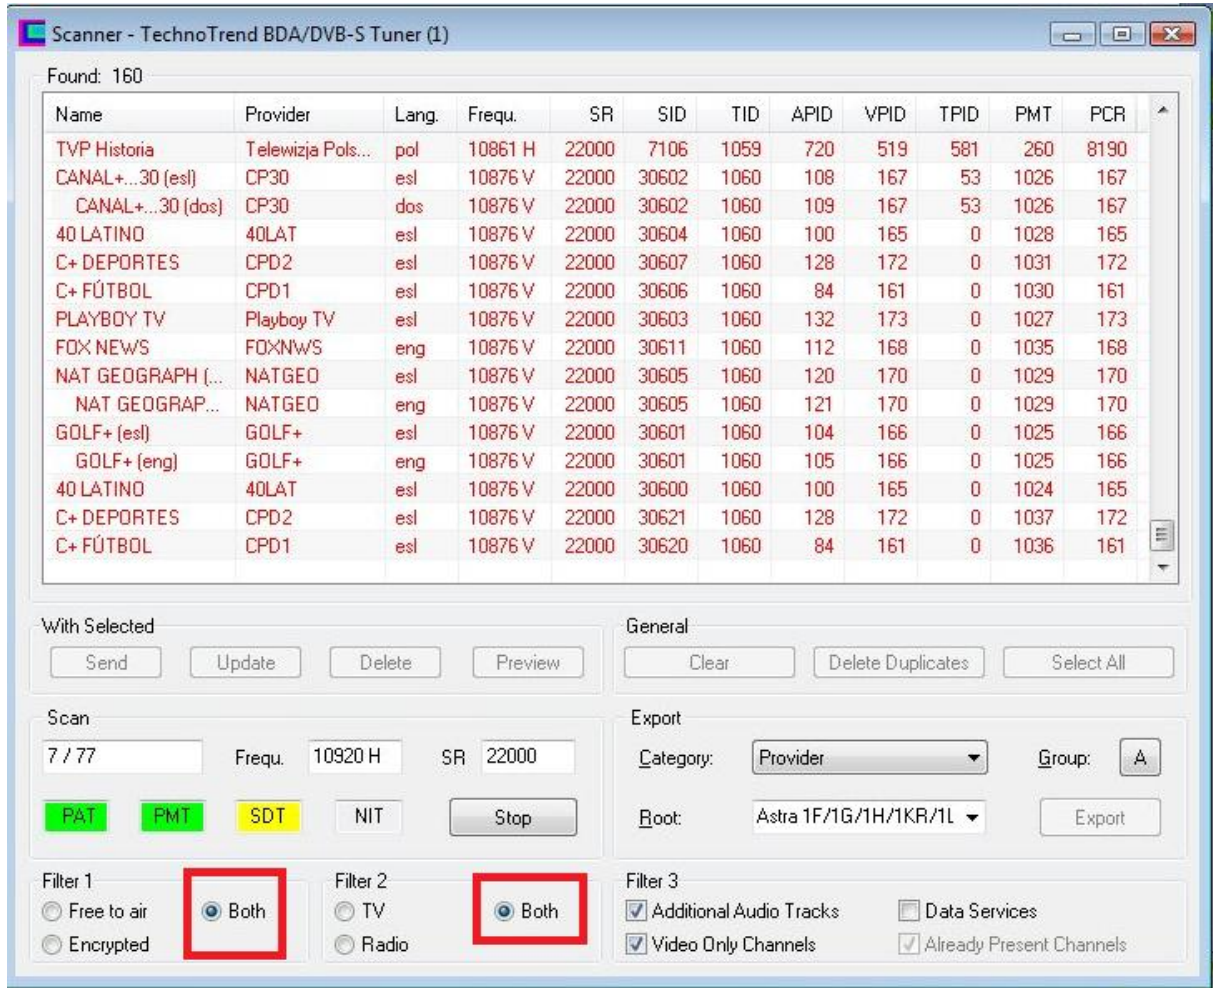 Scanner - TechnoTrend BDA/DVB-S Tuner (1)
Found: 160
Name Provider Lang. Frequ. SR SID TID APID VPID TPID PMT PCR
TVP Historia Telewizja Pols... pol 10861 H 22000 7106 1059 720 519 581 260 8190
CANAL+...30 (esl) CP30 esl 10876 V 22000 30602 1060 108 167 53 1026 167
CANAL+...30 (dos) CP30 dos 10876 V 22000 30602 1060 109 167 53 1026 167
40 LATINO 40LAT esl 10876 V 22000 30604 1060 100 165 0 1028 165
C+ DEPORTES CPD2 esl 10876 V 22000 30607 1060 128 172 0 1031 172
C+ FÚTBOL CPD1 esl 10876 V 22000 30606 1060 84 161 0 1030 161
PLAYBOY TV Playboy TV esl 10876 V 22000 30603 1060 132 173 0 1027 173
FOX NEWS FOXNWS eng 10876 V 22000 30611 1060 112 168 0 1035 168
NAT GEOGRAPH (... NATGEO esl 10876 V 22000 30605 1060 120 170 0 1029 170
NAT GEOGRAP... NATGEO eng 10876 V 22000 30605 1060 121 170 0 1029 170
GOLF+ (esl) GOLF+ esl 10876 V 22000 30601 1060 104 166 0 1025 166
GOLF+ (eng) GOLF+ eng 10876 V 22000 30601 1060 105 166 0 1025 166
40 LATINO 40LAT esl 10876 V 22000 30600 1060 100 165 0 1024 165
C+ DEPORTES CPD2 esl 10876 V 22000 30621 1060 128 172 0 1037 172
C+ FÚTBOL CPD1 esl 10876 V 22000 30620 1060 84 161 0 1036 161
With Selected General
Send Update Delete Preview Clear Delete Duplicates Select All
Scan Export
7 / 77 Frequ. 10920 H SR 22000 Category: Provider Group: A
PAT PMT SDT NIT Stop Root: Astra 1F/1G/1H/1KR/1L Export
Filter 1 Filter 2 Filter 3
Free to air Both TV Both Additional Audio Tracks Data Services
Encrypted Radio Video Only Channels Already Present Channels